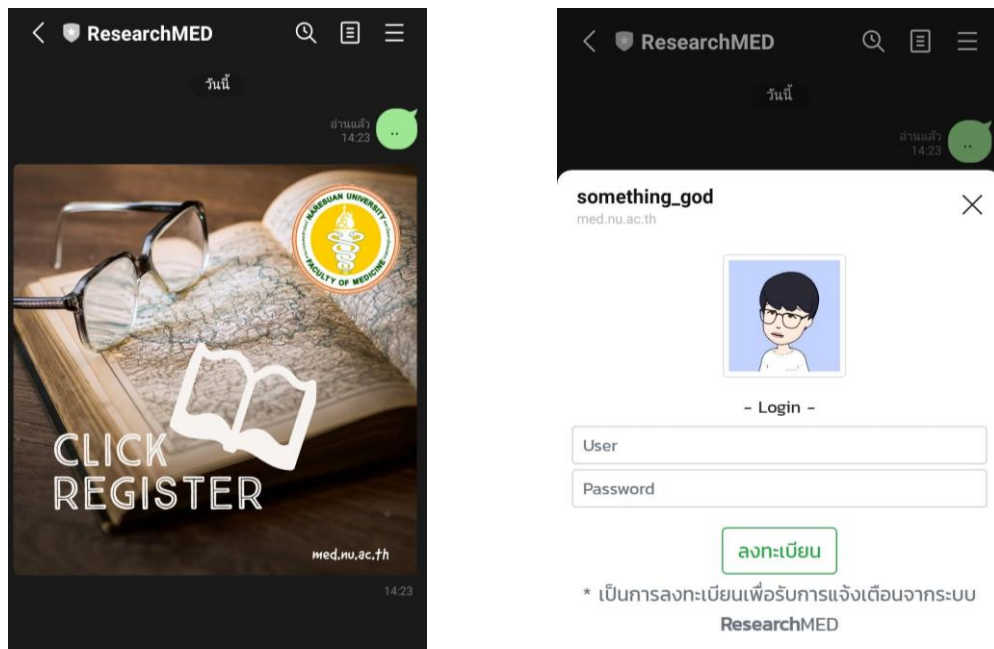 ResearchMED
วันนี้
อ่านแล้ว
14:23
..
NARESUAN UNIVERSITY
FACULTY OF MEDICINE
CLICK
REGISTER
med.nu.ac.th
14:23
ResearchMED
วันนี้
อ่านแล้ว
14:23
..
something_god
med.nu.ac.th
- Login -
User
Password
ลงทะเบียน
* เป็นการลงทะเบียนเพื่อรับการแจ้งเตือนจากระบบ
ResearchMED